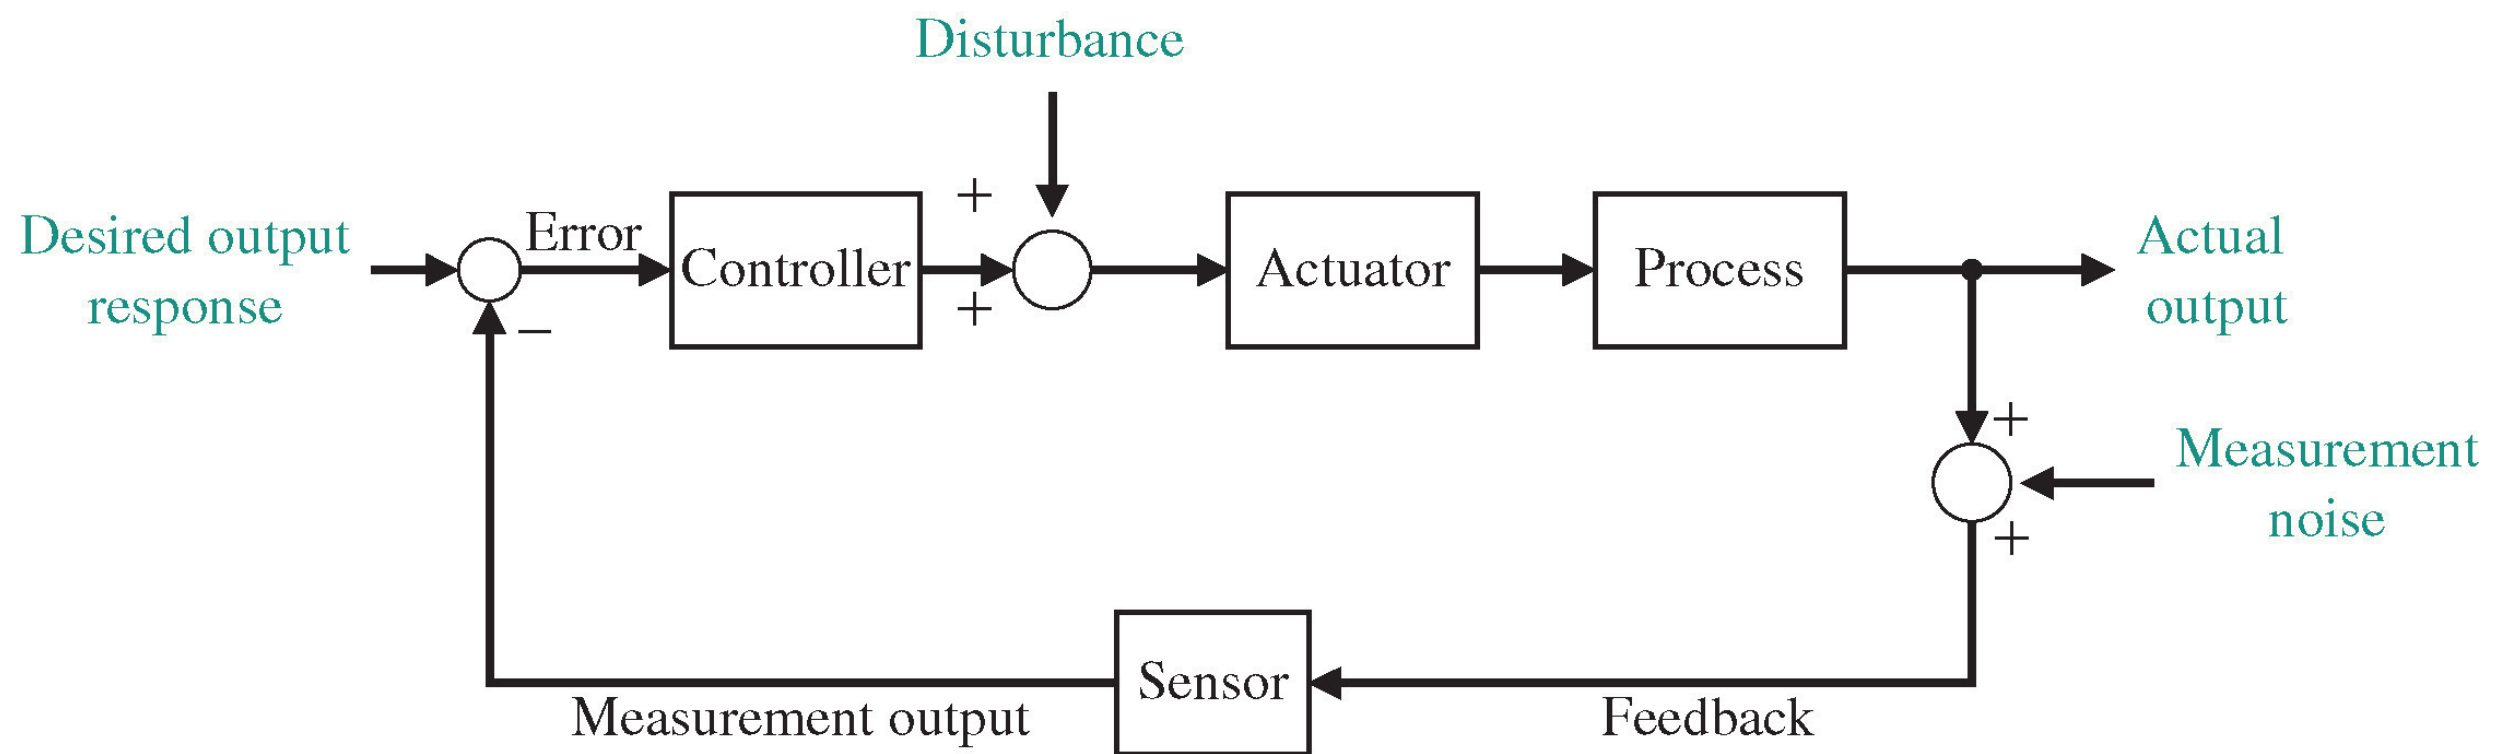 Disturbance
+
Desired output
response
Error
Controller
+
Actuator
Process
Actual
output
−
+
Measurement
noise
+
Sensor
Measurement output
Feedback